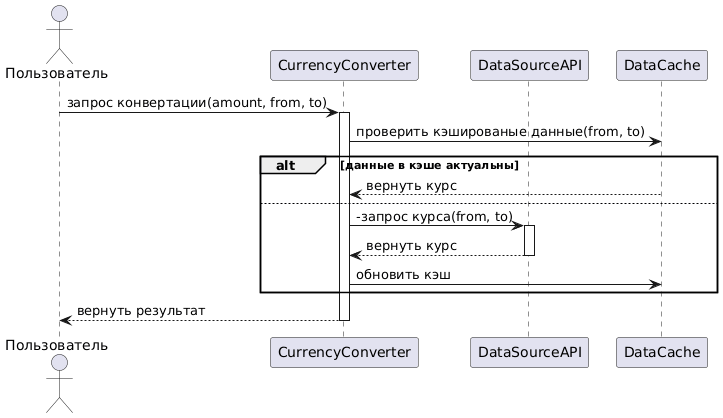 Пользователь
CurrencyConverter
DataSourceAPI
DataCache
запрос конвертации(amount, from, to)
проверить кэшированые данные(from, to)
alt
[данные в кэше актуальны]
вернуть курс
-запрос курса(from, to)
вернуть курс
обновить кэш
вернуть результат
Пользователь
CurrencyConverter
DataSourceAPI
DataCache